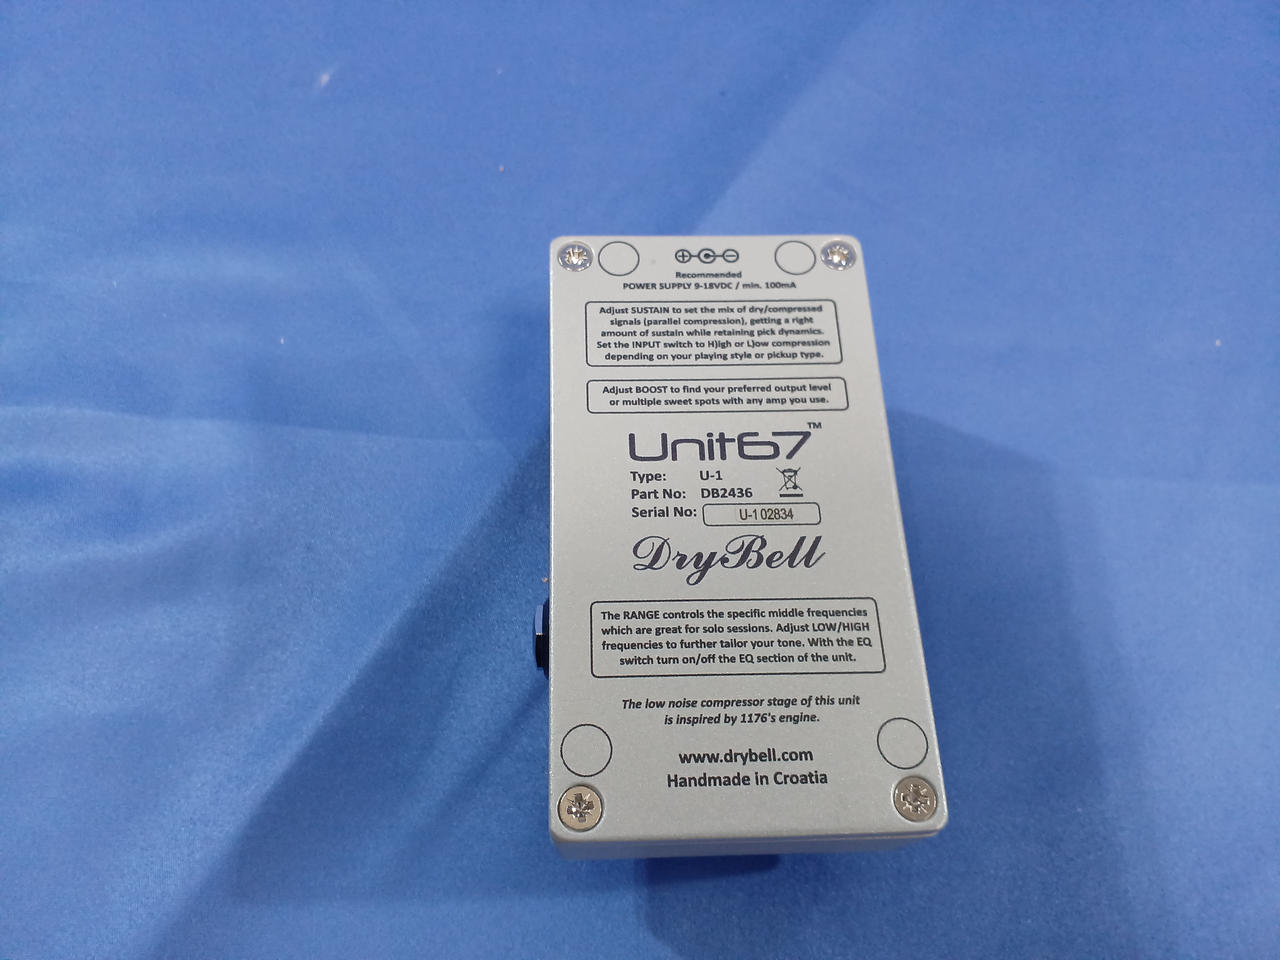 Recommended
POWER SUPPLY 9-18VDC / min. 100mA
Adjust SUSTAIN to set the mix of dry/compressed
signals (parallel compression), getting a right
amount of sustain while retaining pick dynamics.
Set the INPUT switch to H)igh or L)ow compression
depending on your playing style or pickup type.
Adjust BOOST to find your preferred output level
or multiple sweet spots with any amp you use.
Unit67™
Type: U-1
Part No: DB2436
Serial No: U-1 02834
DryBell
The RANGE controls the specific middle frequencies
which are great for solo sessions. Adjust LOW/HIGH
frequencies to further tailor your tone. With the EQ
switch turn on/off the EQ section of the unit.
The low noise compressor stage of this unit
is inspired by 1176's engine.
www.drybell.com
Handmade in Croatia